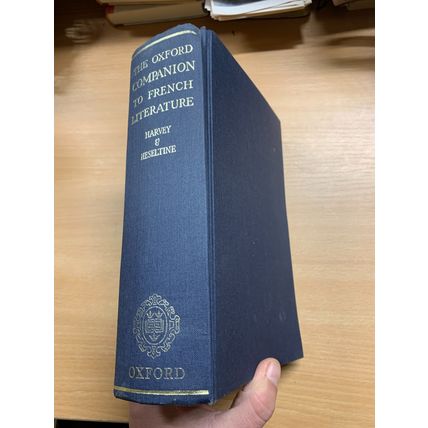 THE OXFORD
COMPANION
TO FRENCH
LITERATURE
HARVEY
&
HESELTINE
OXFORD